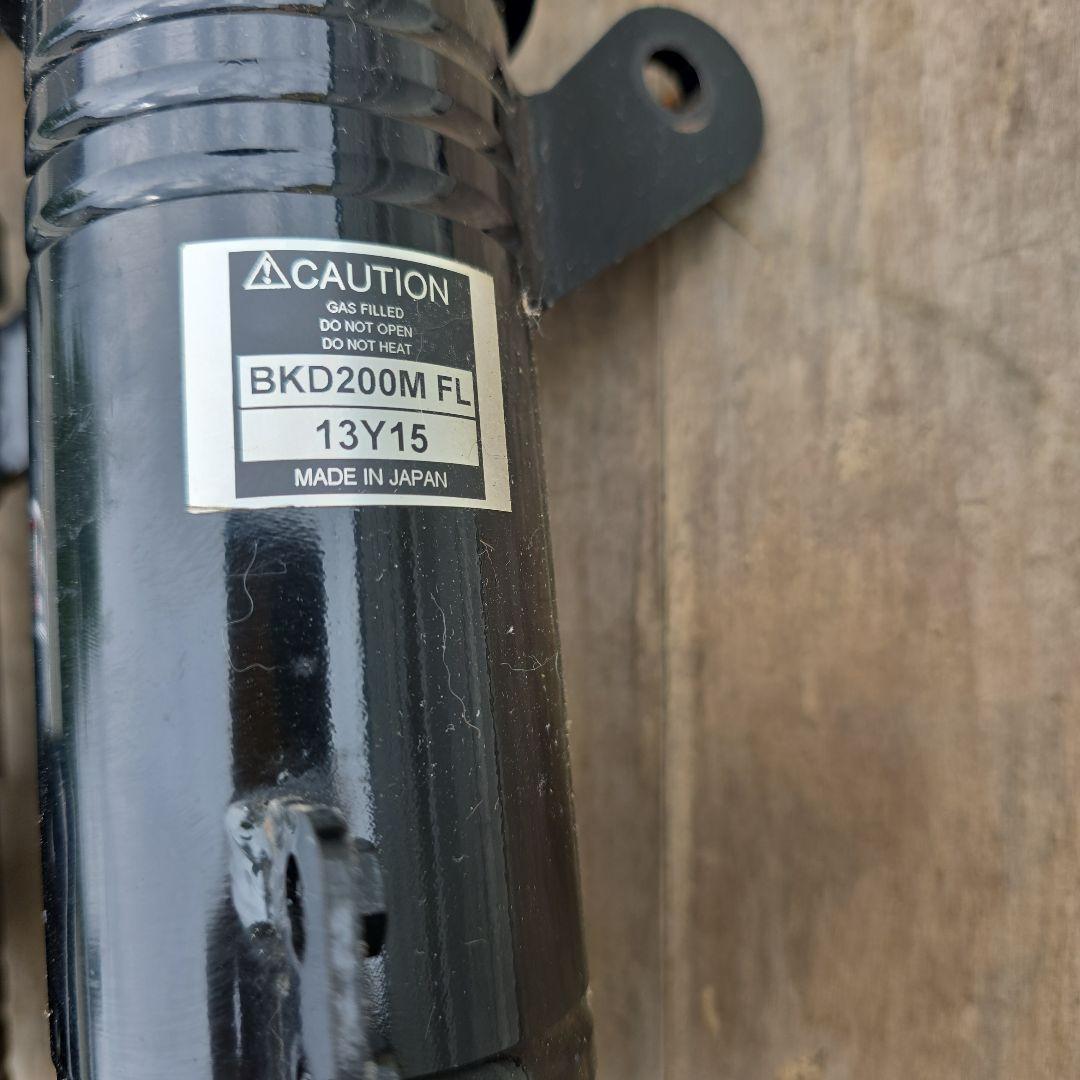 CAUTION
GAS FILLED
DO NOT OPEN
DO NOT HEAT
BKD200M FL
13Y15
MADE IN JAPAN